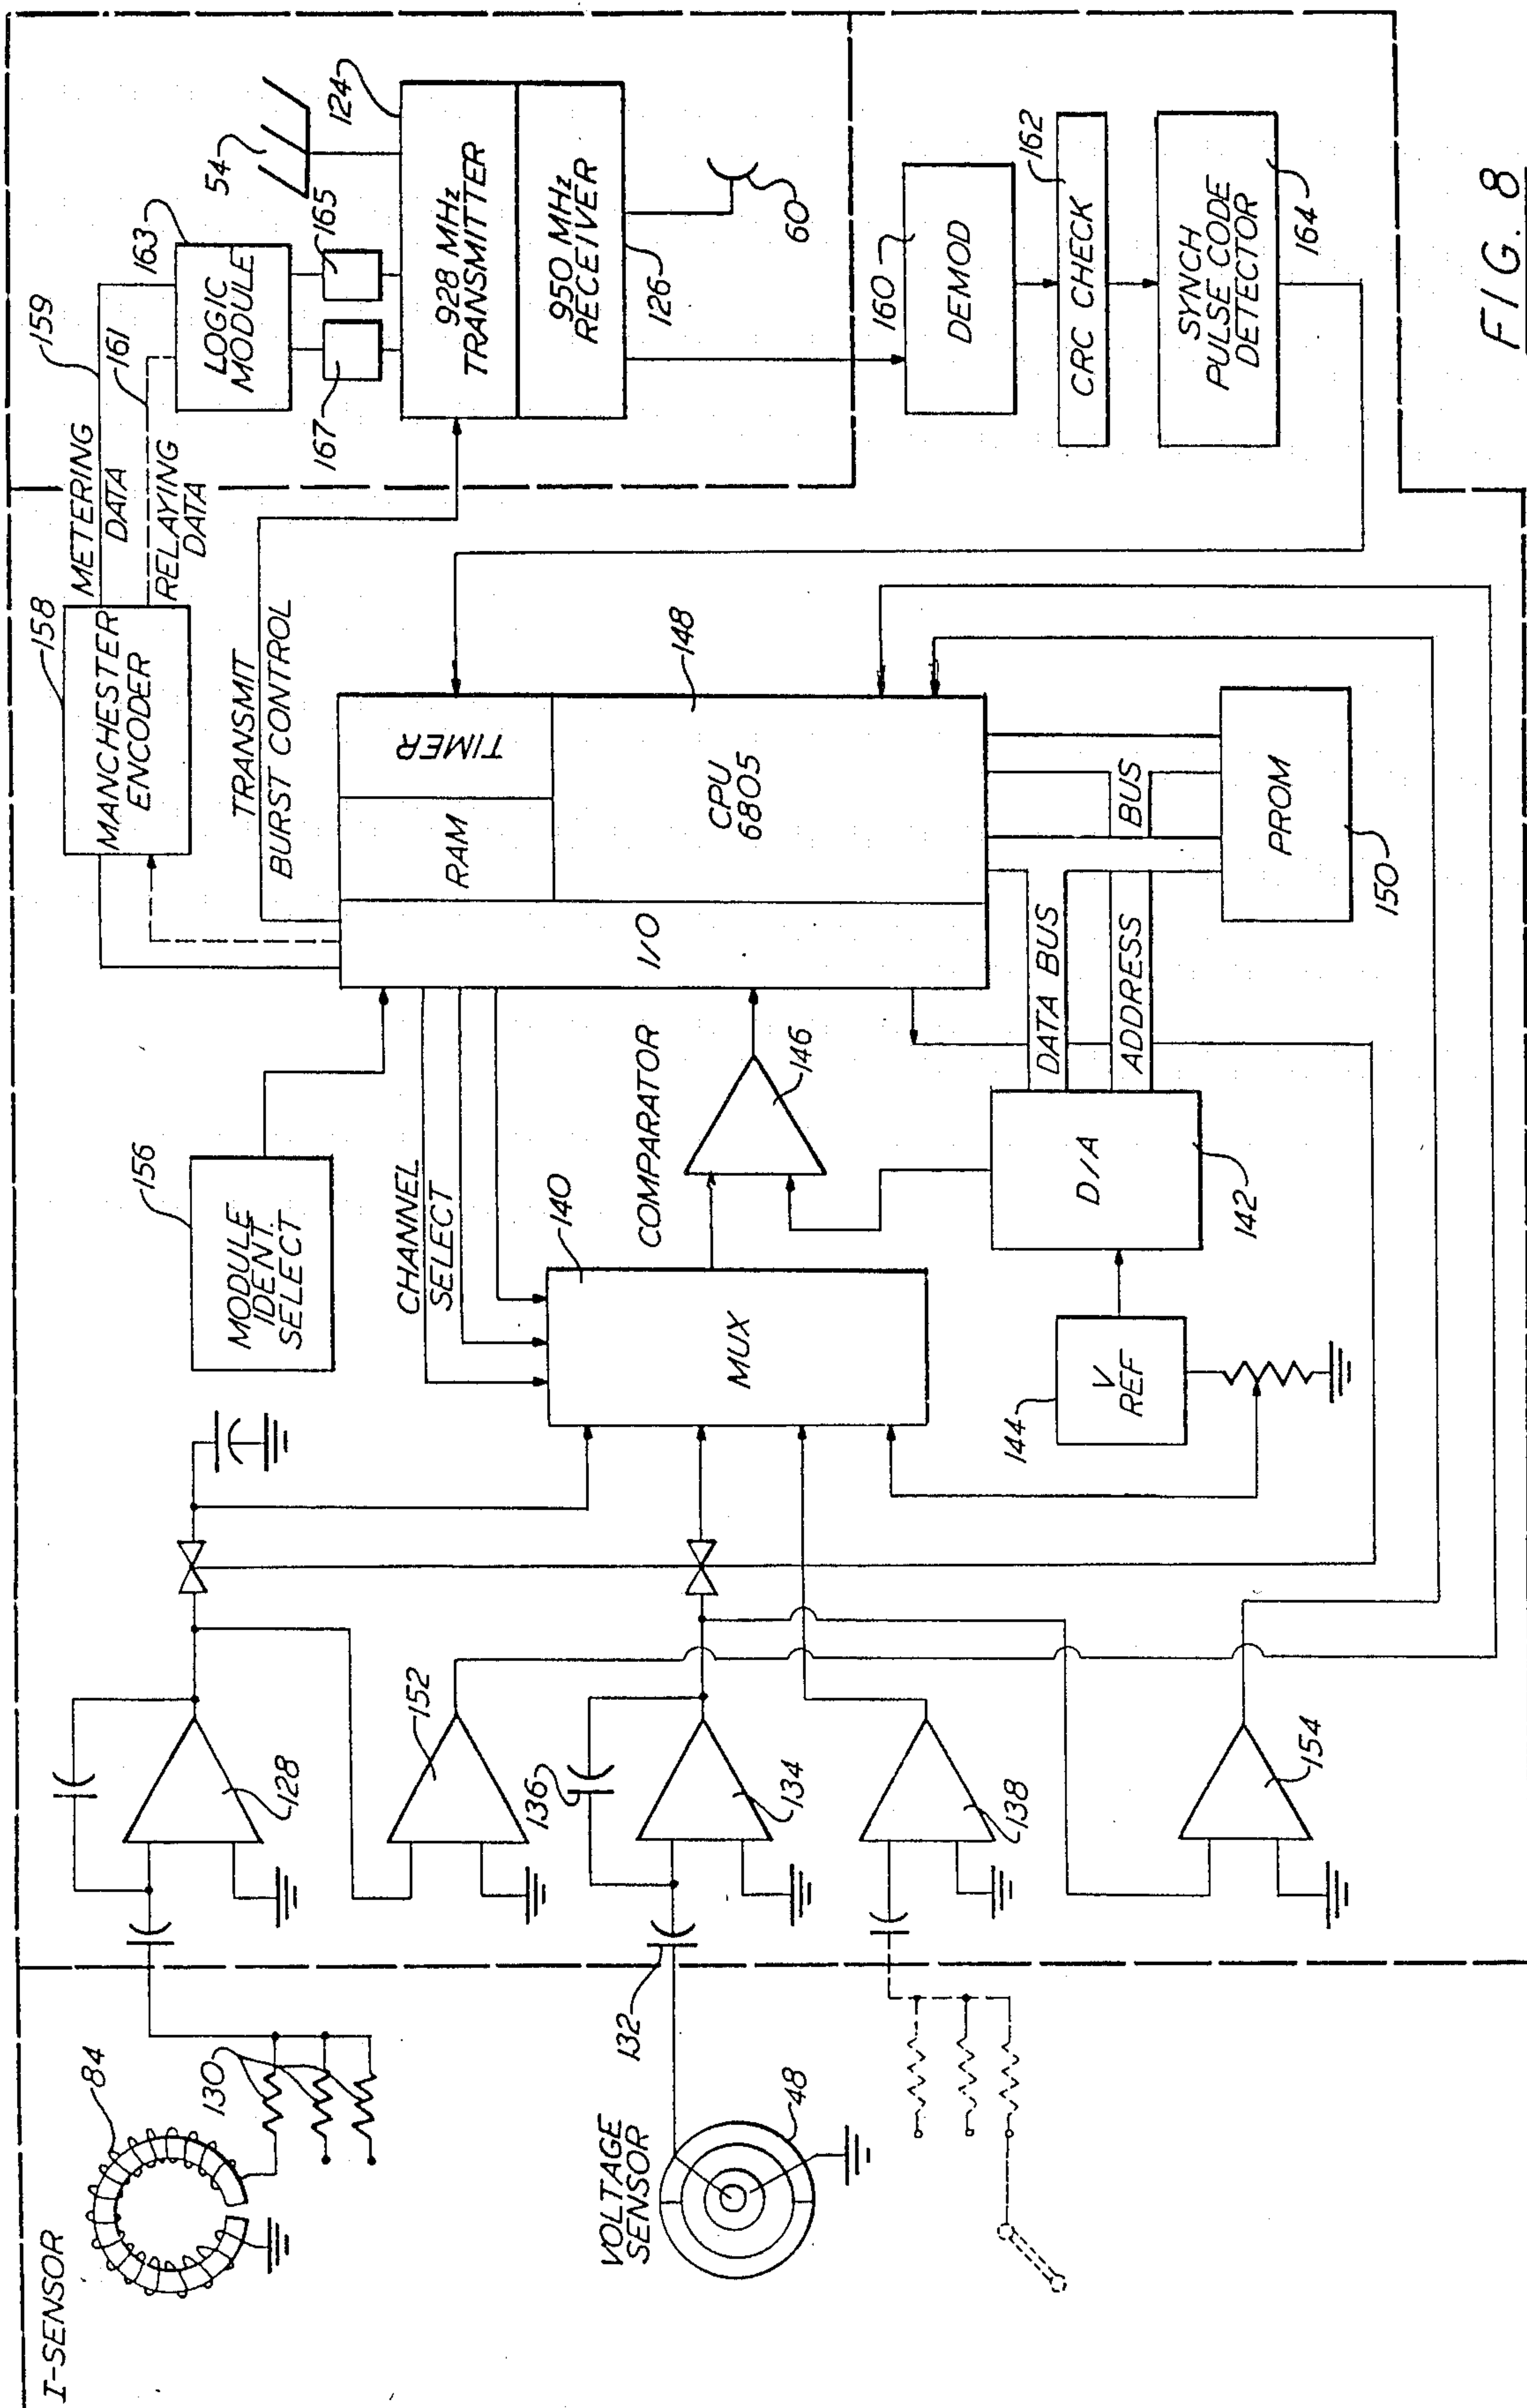 I-SENSOR
84
130
VOLTAGE
SENSOR
48
132
128
152
136
134
138
154
MODULE
IDENT.
SELECT
156
CHANNEL
SELECT
140
MUX
COMPARATOR
146
V
REF
144
D/A
142
DATA BUS
ADDRESS
BUS
PROM
150
I/O
RAM
TIMER
CPU
6805
148
MANCHESTER
ENCODER
158
TRANSMIT
BURST CONTROL
METERING
DATA
RELAYING
DATA
159
161
LOGIC
MODULE
163
165
167
54
124
928 MHz
TRANSMITTER
950 MHz
RECEIVER
126
60
160
DEMOD
162
CRC CHECK
SYNCH
PULSE CODE
DETECTOR
164
FIG. 8